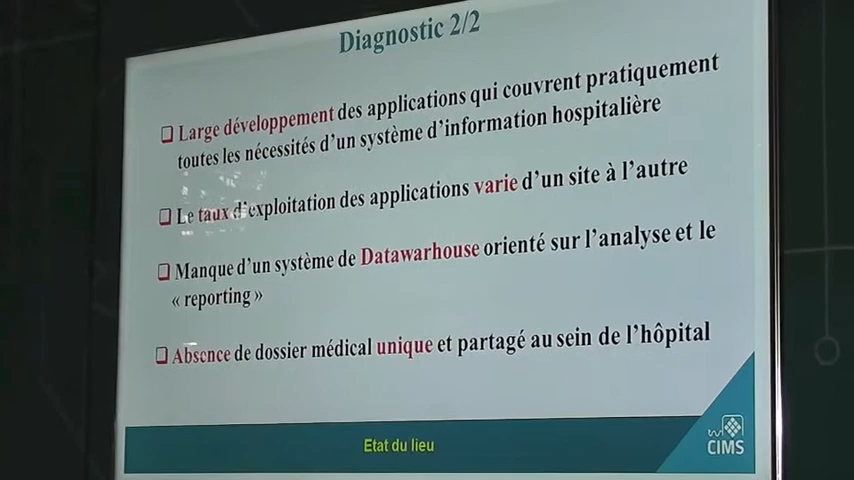 Diagnostic 2/2
❑ Large développement des applications qui couvrent pratiquement
toutes les nécessités d'un système d'information hospitalière
❑ Le taux d'exploitation des applications varie d'un site à l'autre
❑ Manque d'un système de Datawarhouse orienté sur l'analyse et le
« reporting »
❑ Absence de dossier médical unique et partagé au sein de l'hôpital
Etat du lieu
CIMS